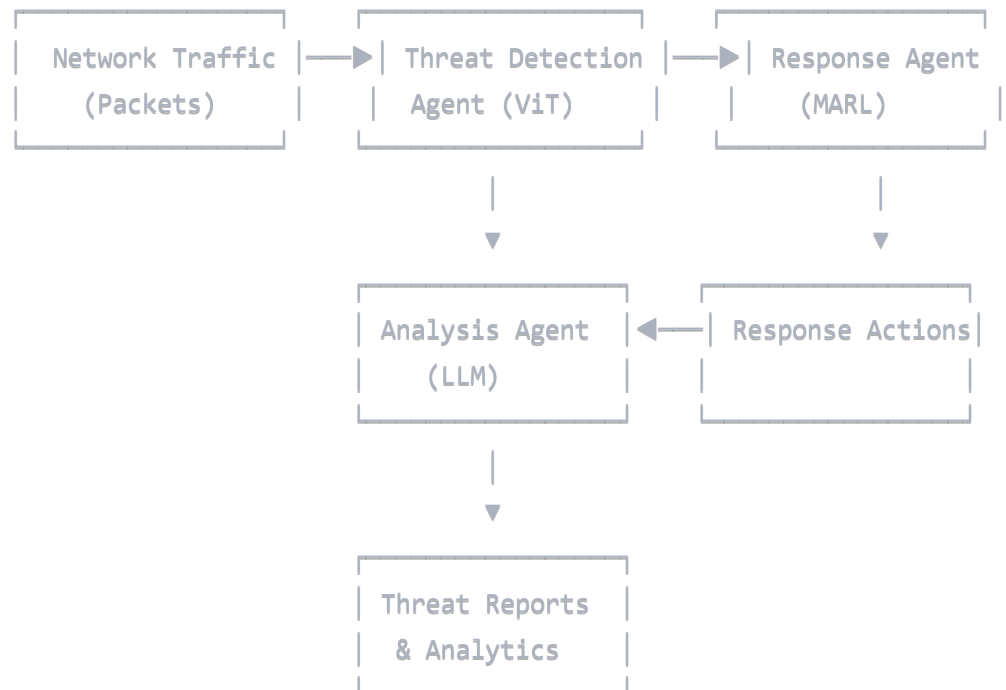 Network Traffic
(Packets)
Threat Detection
Agent (ViT)
Response Agent
(MARL)
Analysis Agent
(LLM)
Response Actions
Threat Reports
& Analytics